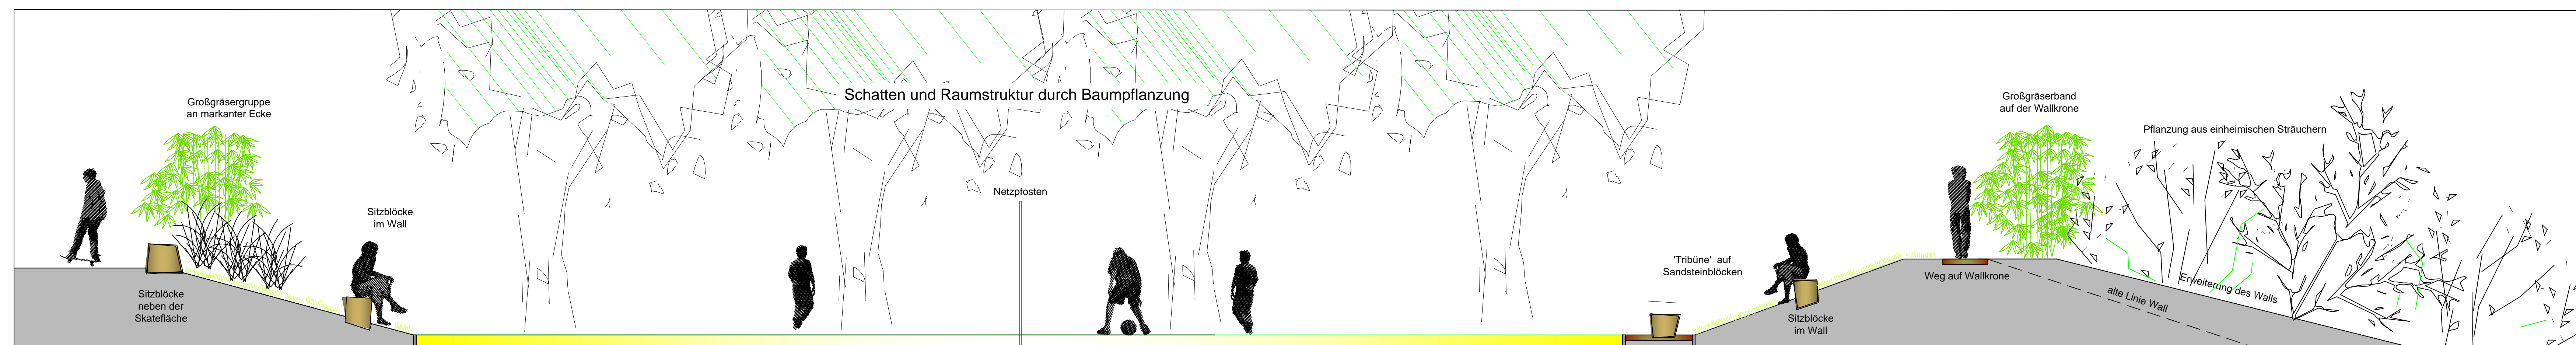 Schatten und Raumstruktur durch Baumpflanzung
Großgräsergruppe
an markanter Ecke
Sitzblöcke
im Wall
Sitzblöcke
neben der
Skatefläche
Netzpfosten
'Tribüne' auf
Sandsteinblöcken
Sitzblöcke
im Wall
Großgräserband
auf der Wallkrone
Weg auf Wallkrone
Pflanzung aus einheimischen Sträuchern
alte Linie Wall
Erweiterung des Walls